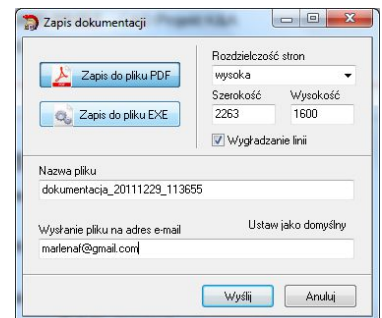 Zapis dokumentacji
Zapis do pliku PDF
Zapis do pliku EXE
Rozdzielczość stron
wysoka
Szerokość Wysokość
2263 1600
Wygładzanie linii
Nazwa pliku
dokumentacja_20111229_113655
Wysłanie pliku na adres e-mail Ustaw jako domyślny
marlenaf@gmail.com
Wyślij Anuluj